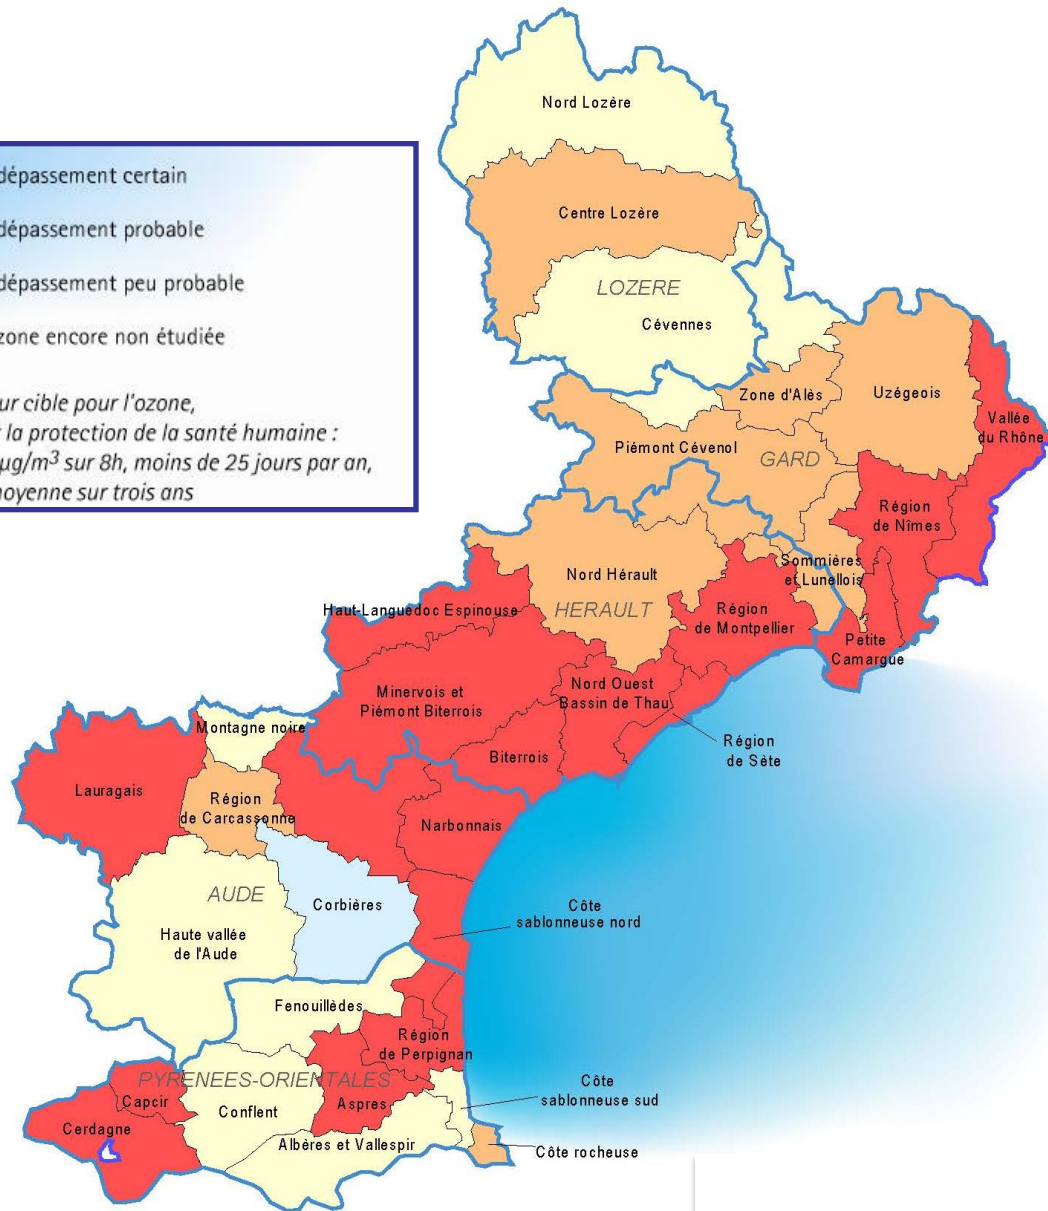 Nord Lozère
dépassement certain
dépassement probable
dépassement peu probable
zone encore non étudiée
ur cible pour l'ozone,
la protection de la santé humaine :
µg/m³ sur 8h, moins de 25 jours par an,
moyenne sur trois ans
Centre Lozère
LOZERE
Cévennes
Zone d'Alès
Uzégeois
Vallée
du Rhône
Piémont Cévenol
GARD
Région
de Nîmes
Nord Hérault
Sommières
et Lunellois
HERAULT
Haut-Languedoc Espinouse
Région
de Montpellier
Petite
Camargue
Minervois et
Piémont Biterrois
Nord Ouest
Bassin de Thau
Montagne noire
Biterrois
Région
de Sète
Lauragais
Région
de Carcassonne
Narbonnais
AUDE
Corbières
Côte
sablonneuse nord
Haute vallée
de l'Aude
Fenouillèdes
Région
de Perpignan
PYRENEES-ORIENTALES
Capcir
Conflent
Aspres
Côte
sablonneuse sud
Cerdagne
Albères et Vallespir
Côte rocheuse